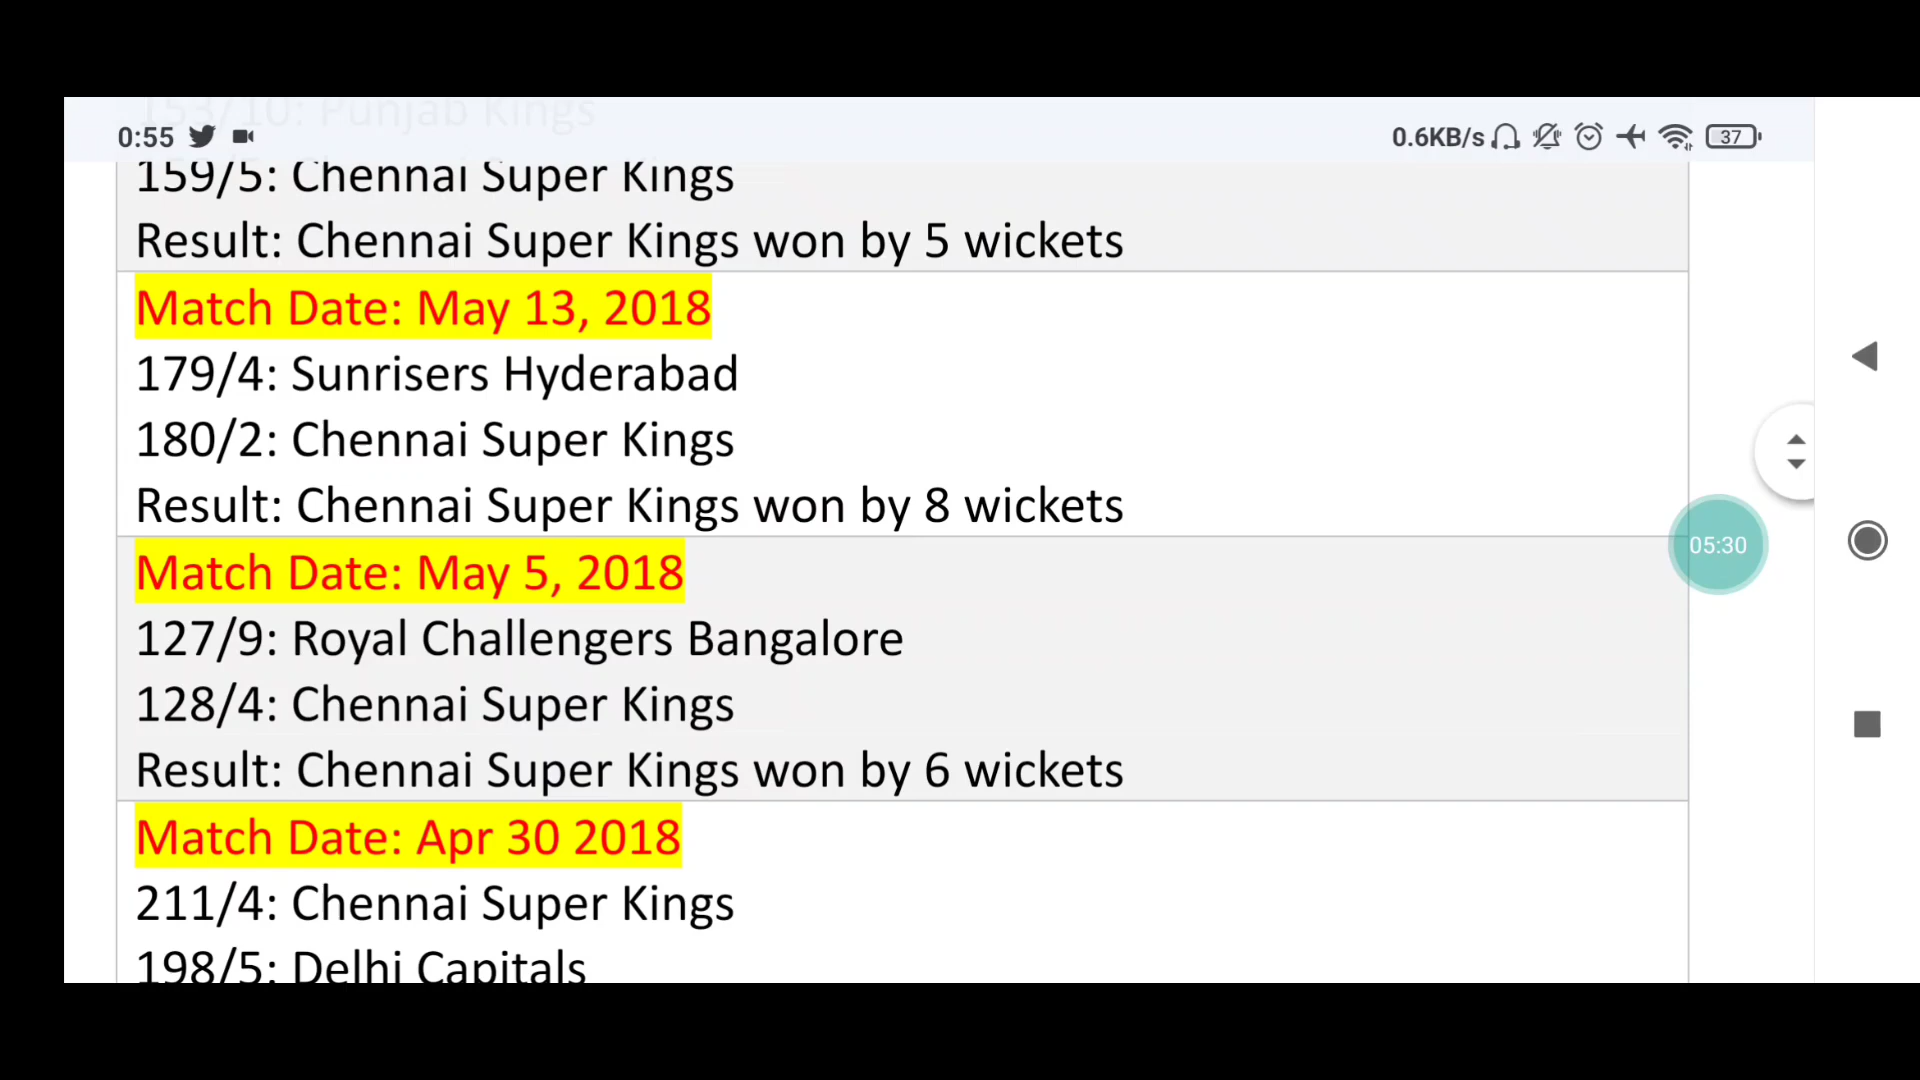 153/10: Punjab Kings
0:55
0.6KB/s
37
159/5: Chennai Super Kings
Result: Chennai Super Kings won by 5 wickets
Match Date: May 13, 2018
179/4: Sunrisers Hyderabad
180/2: Chennai Super Kings
Result: Chennai Super Kings won by 8 wickets
05:30
Match Date: May 5, 2018
127/9: Royal Challengers Bangalore
128/4: Chennai Super Kings
Result: Chennai Super Kings won by 6 wickets
Match Date: Apr 30 2018
211/4: Chennai Super Kings
198/5: Delhi Capitals